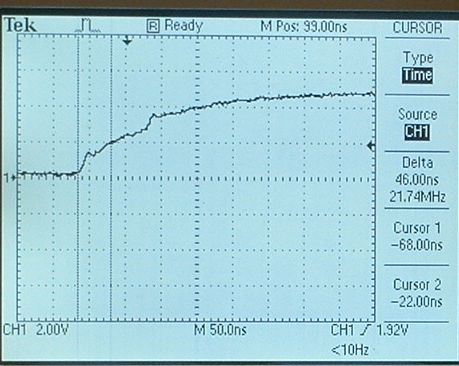 Tek R Ready M Pos: 99.00ns CURSOR
Type
Time
Source
CH1
Delta
46.00ns
21.74MHz
Cursor 1
-68.00ns
Cursor 2
-22.00ns
1
CH1 2.00V M 50.0ns CH1 1.92V
<10Hz